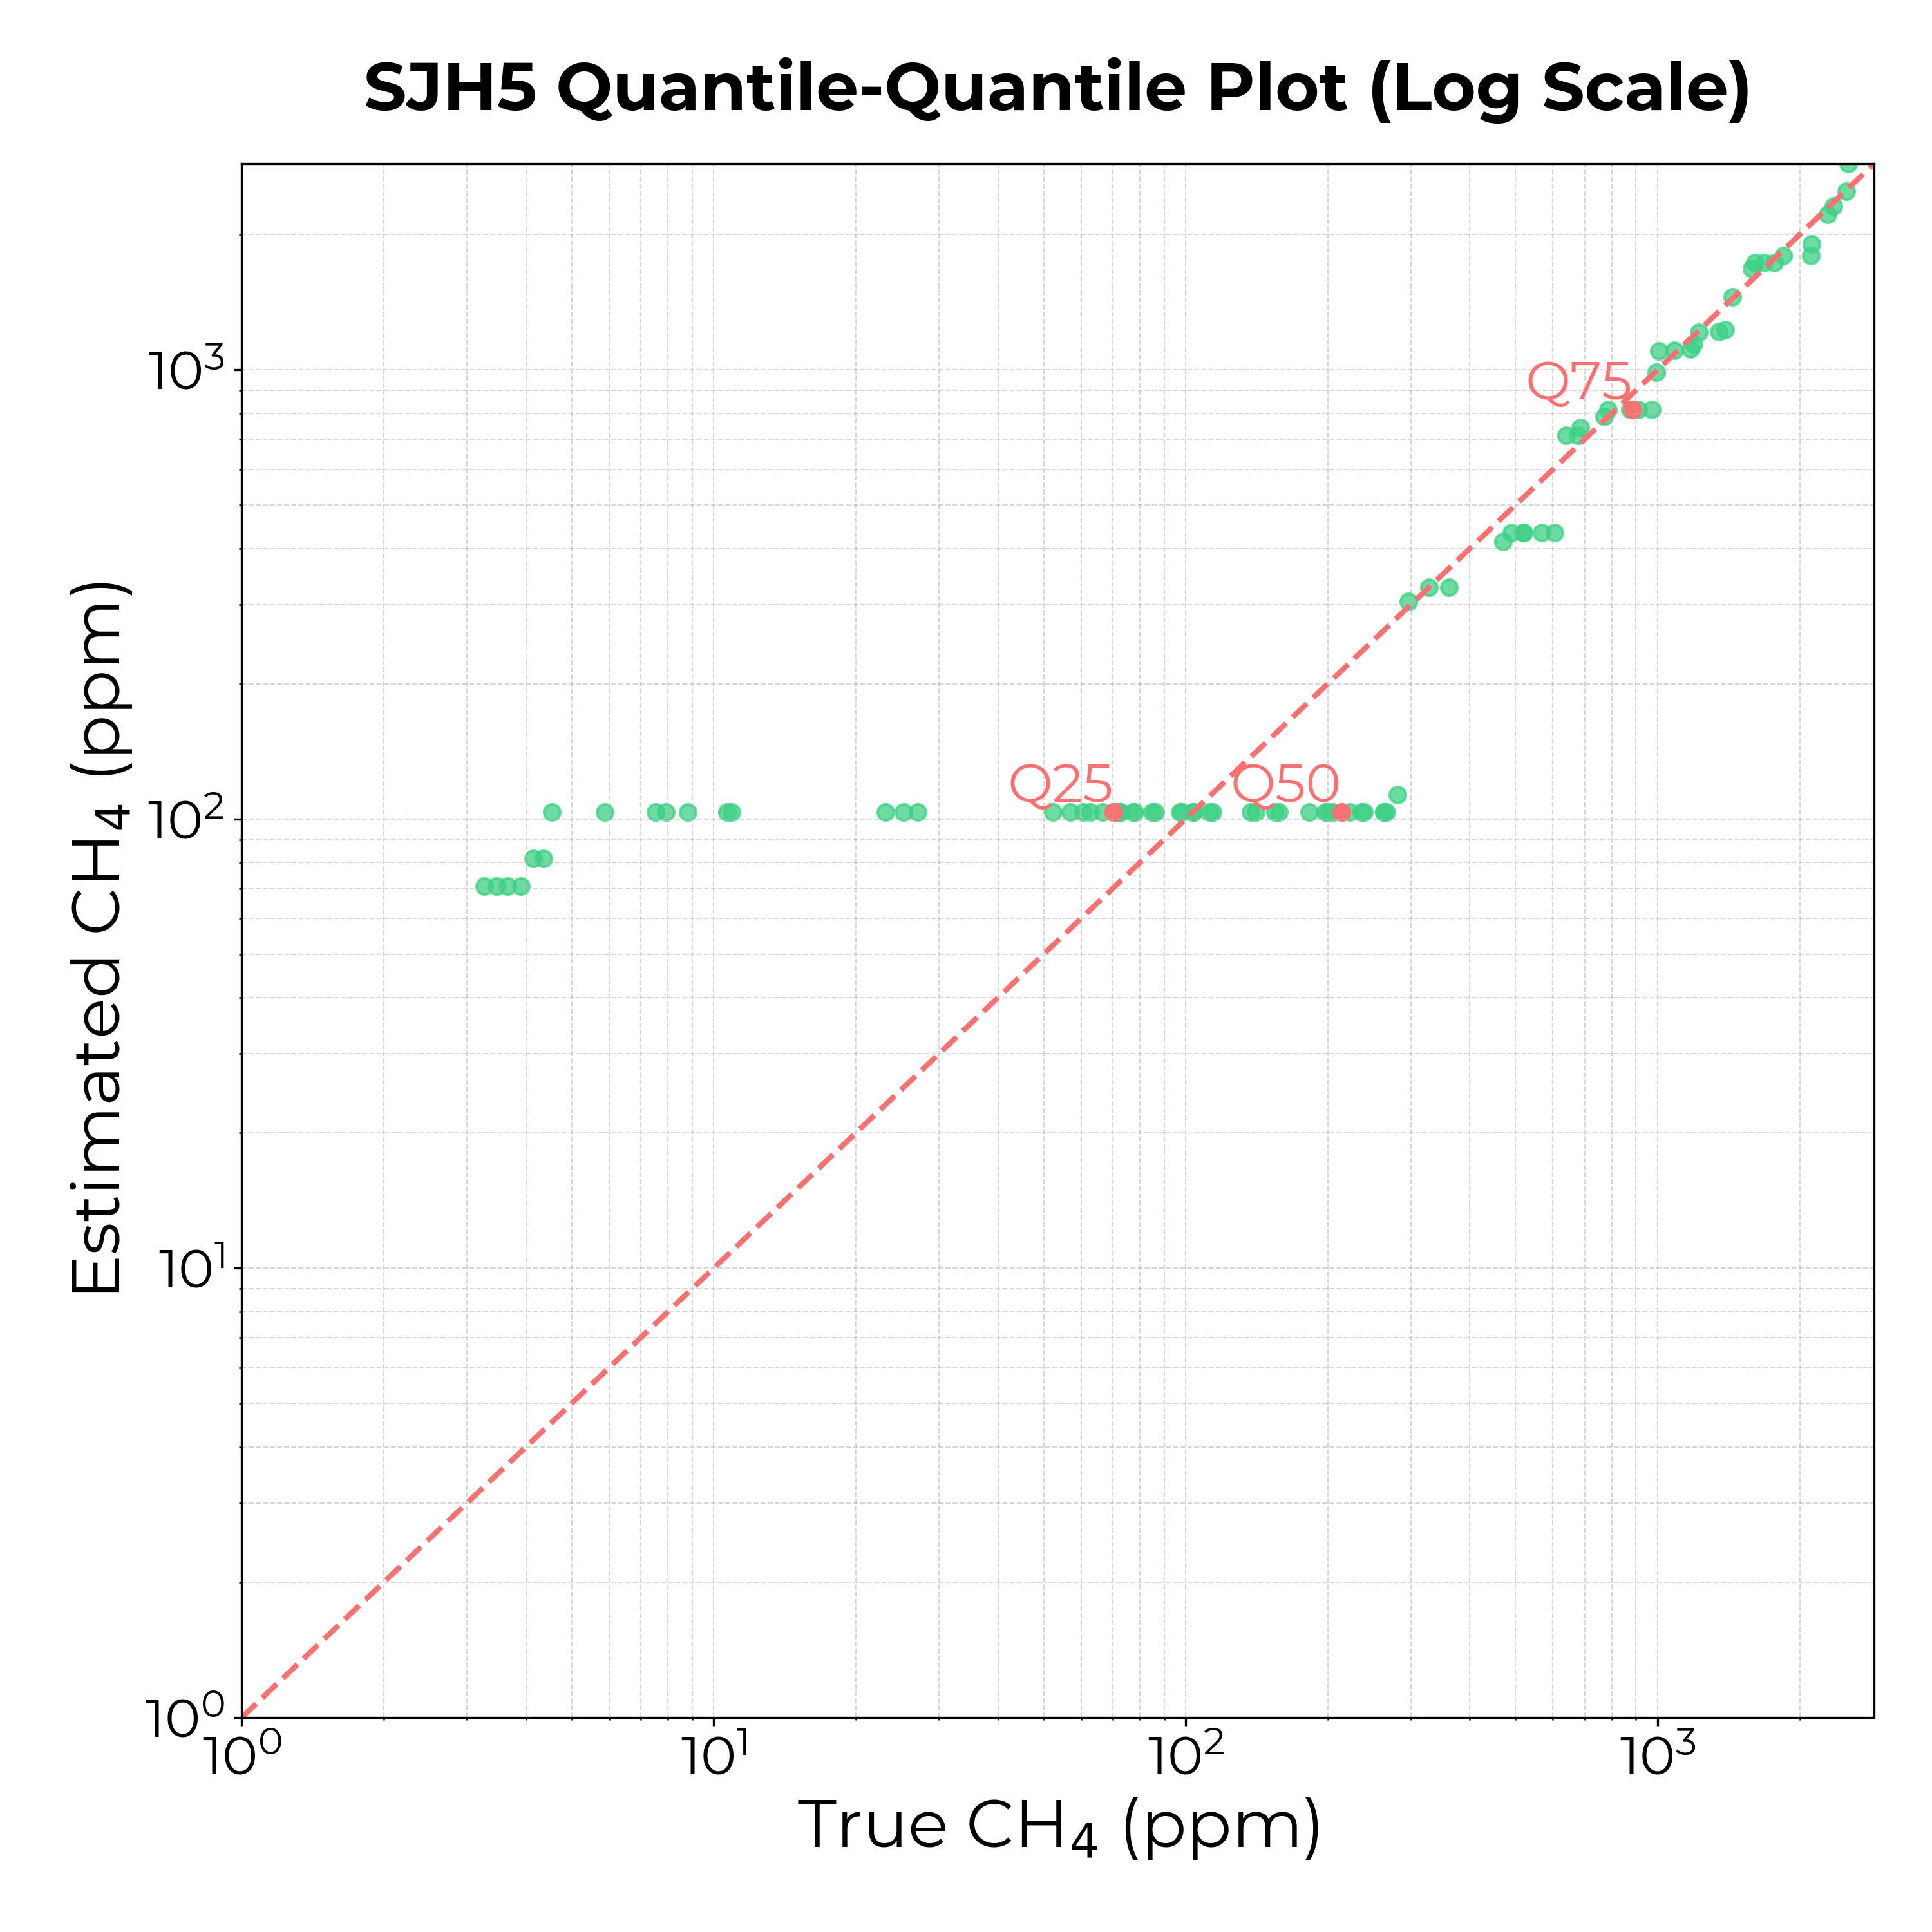 SJH5 Quantile-Quantile Plot (Log Scale)
Estimated CH₄ (ppm)
10³
10²
10¹
10⁰
Q75
Q25
Q50
10⁰
10¹
10²
10³
True CH₄ (ppm)